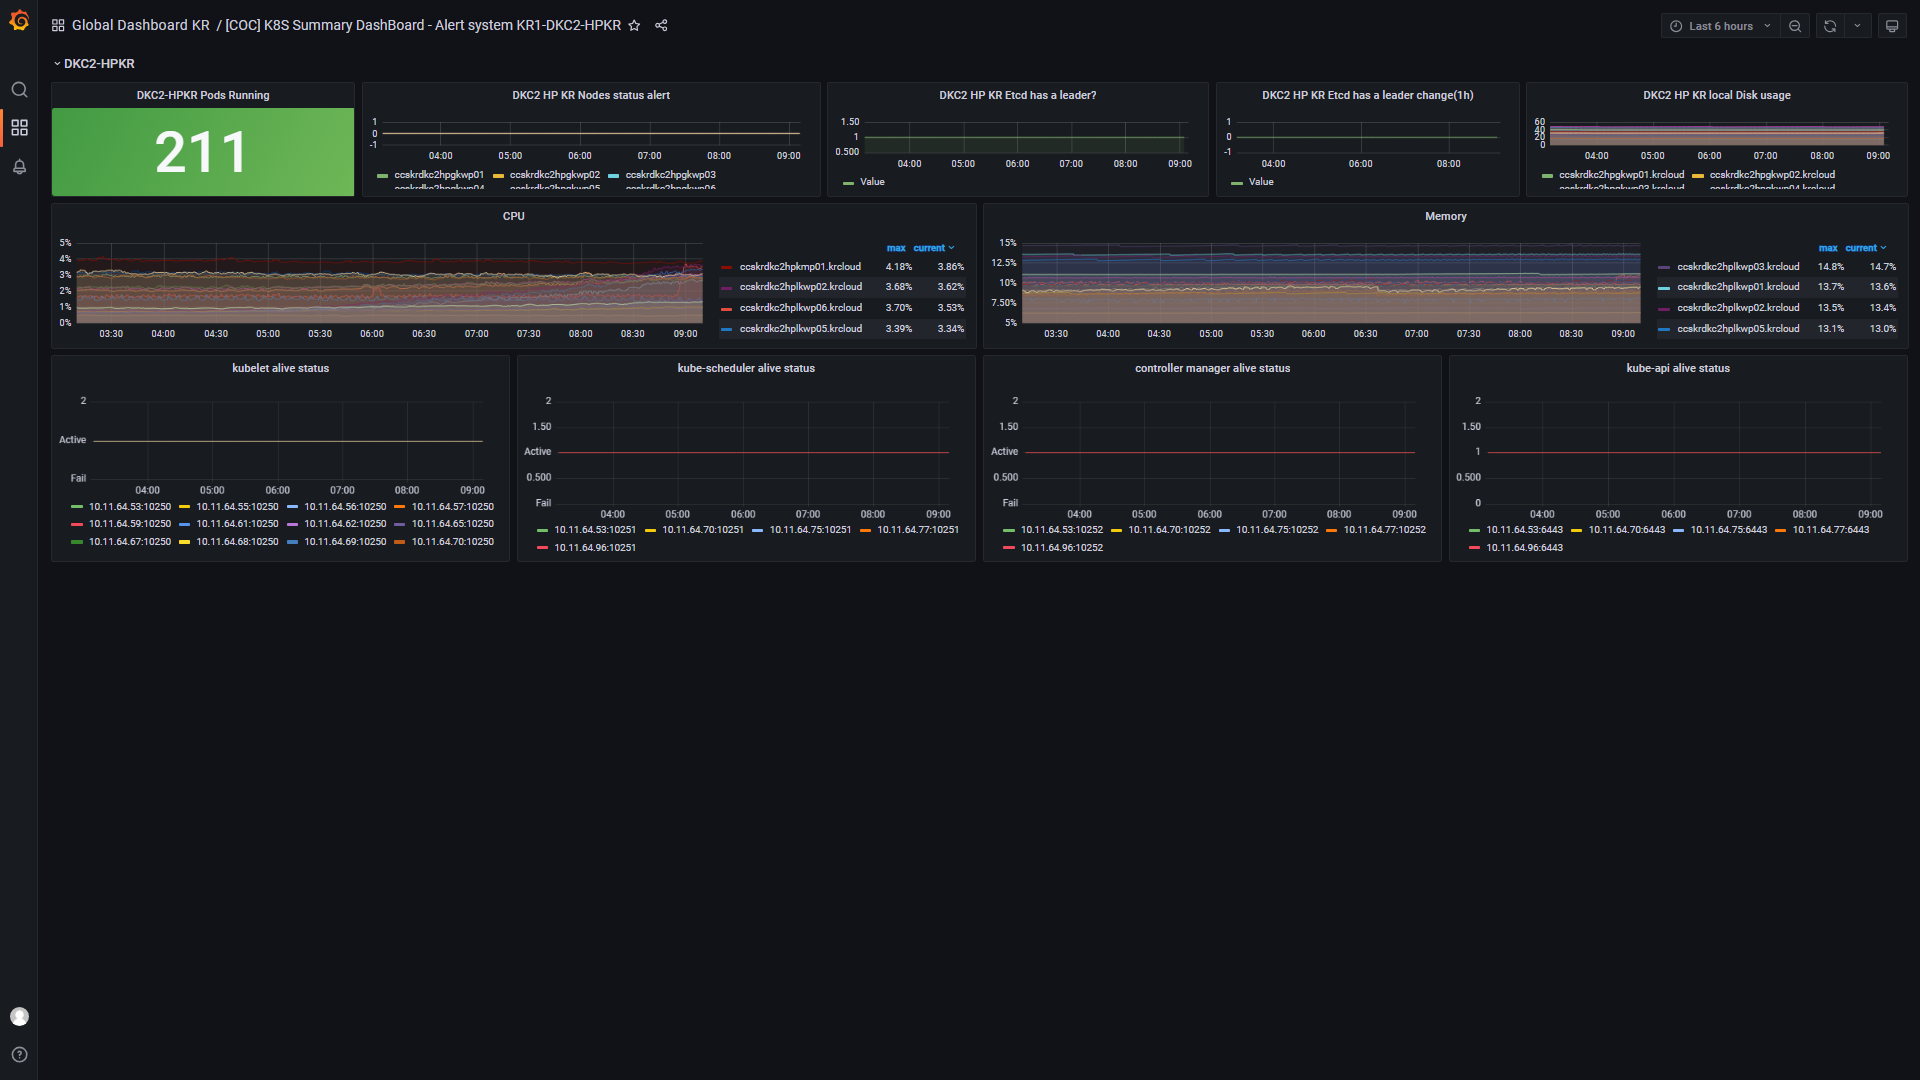 Global Dashboard KR / [COC] K8S Summary DashBoard - Alert system KR1-DKC2-HPKR
Last 6 hours
DKC2-HPKR
DKC2-HPKR Pods Running
211
DKC2 HP KR Nodes status alert
1
0
-1
04:00 05:00 06:00 07:00 08:00 09:00
ccskrdkc2hpgkwp01 ccskrdkc2hpgkwp02 ccskrdkc2hpgkwp03
ccskrdkc2hpgkwp04 ccskrdkc2hpgkwp05 ccskrdkc2hpgkwp06
DKC2 HP KR Etcd has a leader?
1.50
1
0.500
04:00 05:00 06:00 07:00 08:00 09:00
Value
DKC2 HP KR Etcd has a leader change(1h)
1
0
-1
04:00 06:00 08:00
Value
DKC2 HP KR local Disk usage
60
40
20
0
04:00 05:00 06:00 07:00 08:00 09:00
ccskrdkc2hpgkwp01.krcloud ccskrdkc2hpgkwp02.krcloud
ccskrdkc2hpgkwp03.krcloud ccskrdkc2hpgkwp04.krcloud
CPU
5%
4%
3%
2%
1%
0%
03:30 04:00 04:30 05:00 05:30 06:00 06:30 07:00 07:30 08:00 08:30 09:00
max current
ccskrdkc2hpkmp01.krcloud 4.18% 3.86%
ccskrdkc2hplkwp02.krcloud 3.68% 3.62%
ccskrdkc2hplkwp06.krcloud 3.70% 3.53%
ccskrdkc2hplkwp05.krcloud 3.39% 3.34%
Memory
15%
12.5%
10%
7.50%
5%
03:30 04:00 04:30 05:00 05:30 06:00 06:30 07:00 07:30 08:00 08:30 09:00
max current
ccskrdkc2hplkwp03.krcloud 14.8% 14.7%
ccskrdkc2hplkwp01.krcloud 13.7% 13.6%
ccskrdkc2hplkwp02.krcloud 13.5% 13.4%
ccskrdkc2hplkwp05.krcloud 13.1% 13.0%
kubelet alive status
2
Active
Fail
04:00 05:00 06:00 07:00 08:00 09:00
10.11.64.53:10250 10.11.64.55:10250 10.11.64.56:10250 10.11.64.57:10250
10.11.64.59:10250 10.11.64.61:10250 10.11.64.62:10250 10.11.64.65:10250
10.11.64.67:10250 10.11.64.68:10250 10.11.64.69:10250 10.11.64.70:10250
kube-scheduler alive status
2
1.50
Active
0.500
Fail
04:00 05:00 06:00 07:00 08:00 09:00
10.11.64.53:10251 10.11.64.70:10251 10.11.64.75:10251 10.11.64.77:10251
10.11.64.96:10251
controller manager alive status
2
1.50
Active
0.500
Fail
04:00 05:00 06:00 07:00 08:00 09:00
10.11.64.53:10252 10.11.64.70:10252 10.11.64.75:10252 10.11.64.77:10252
10.11.64.96:10252
kube-api alive status
2
1.50
1
0.500
0
04:00 05:00 06:00 07:00 08:00 09:00
10.11.64.53:6443 10.11.64.70:6443 10.11.64.75:6443 10.11.64.77:6443
10.11.64.96:6443